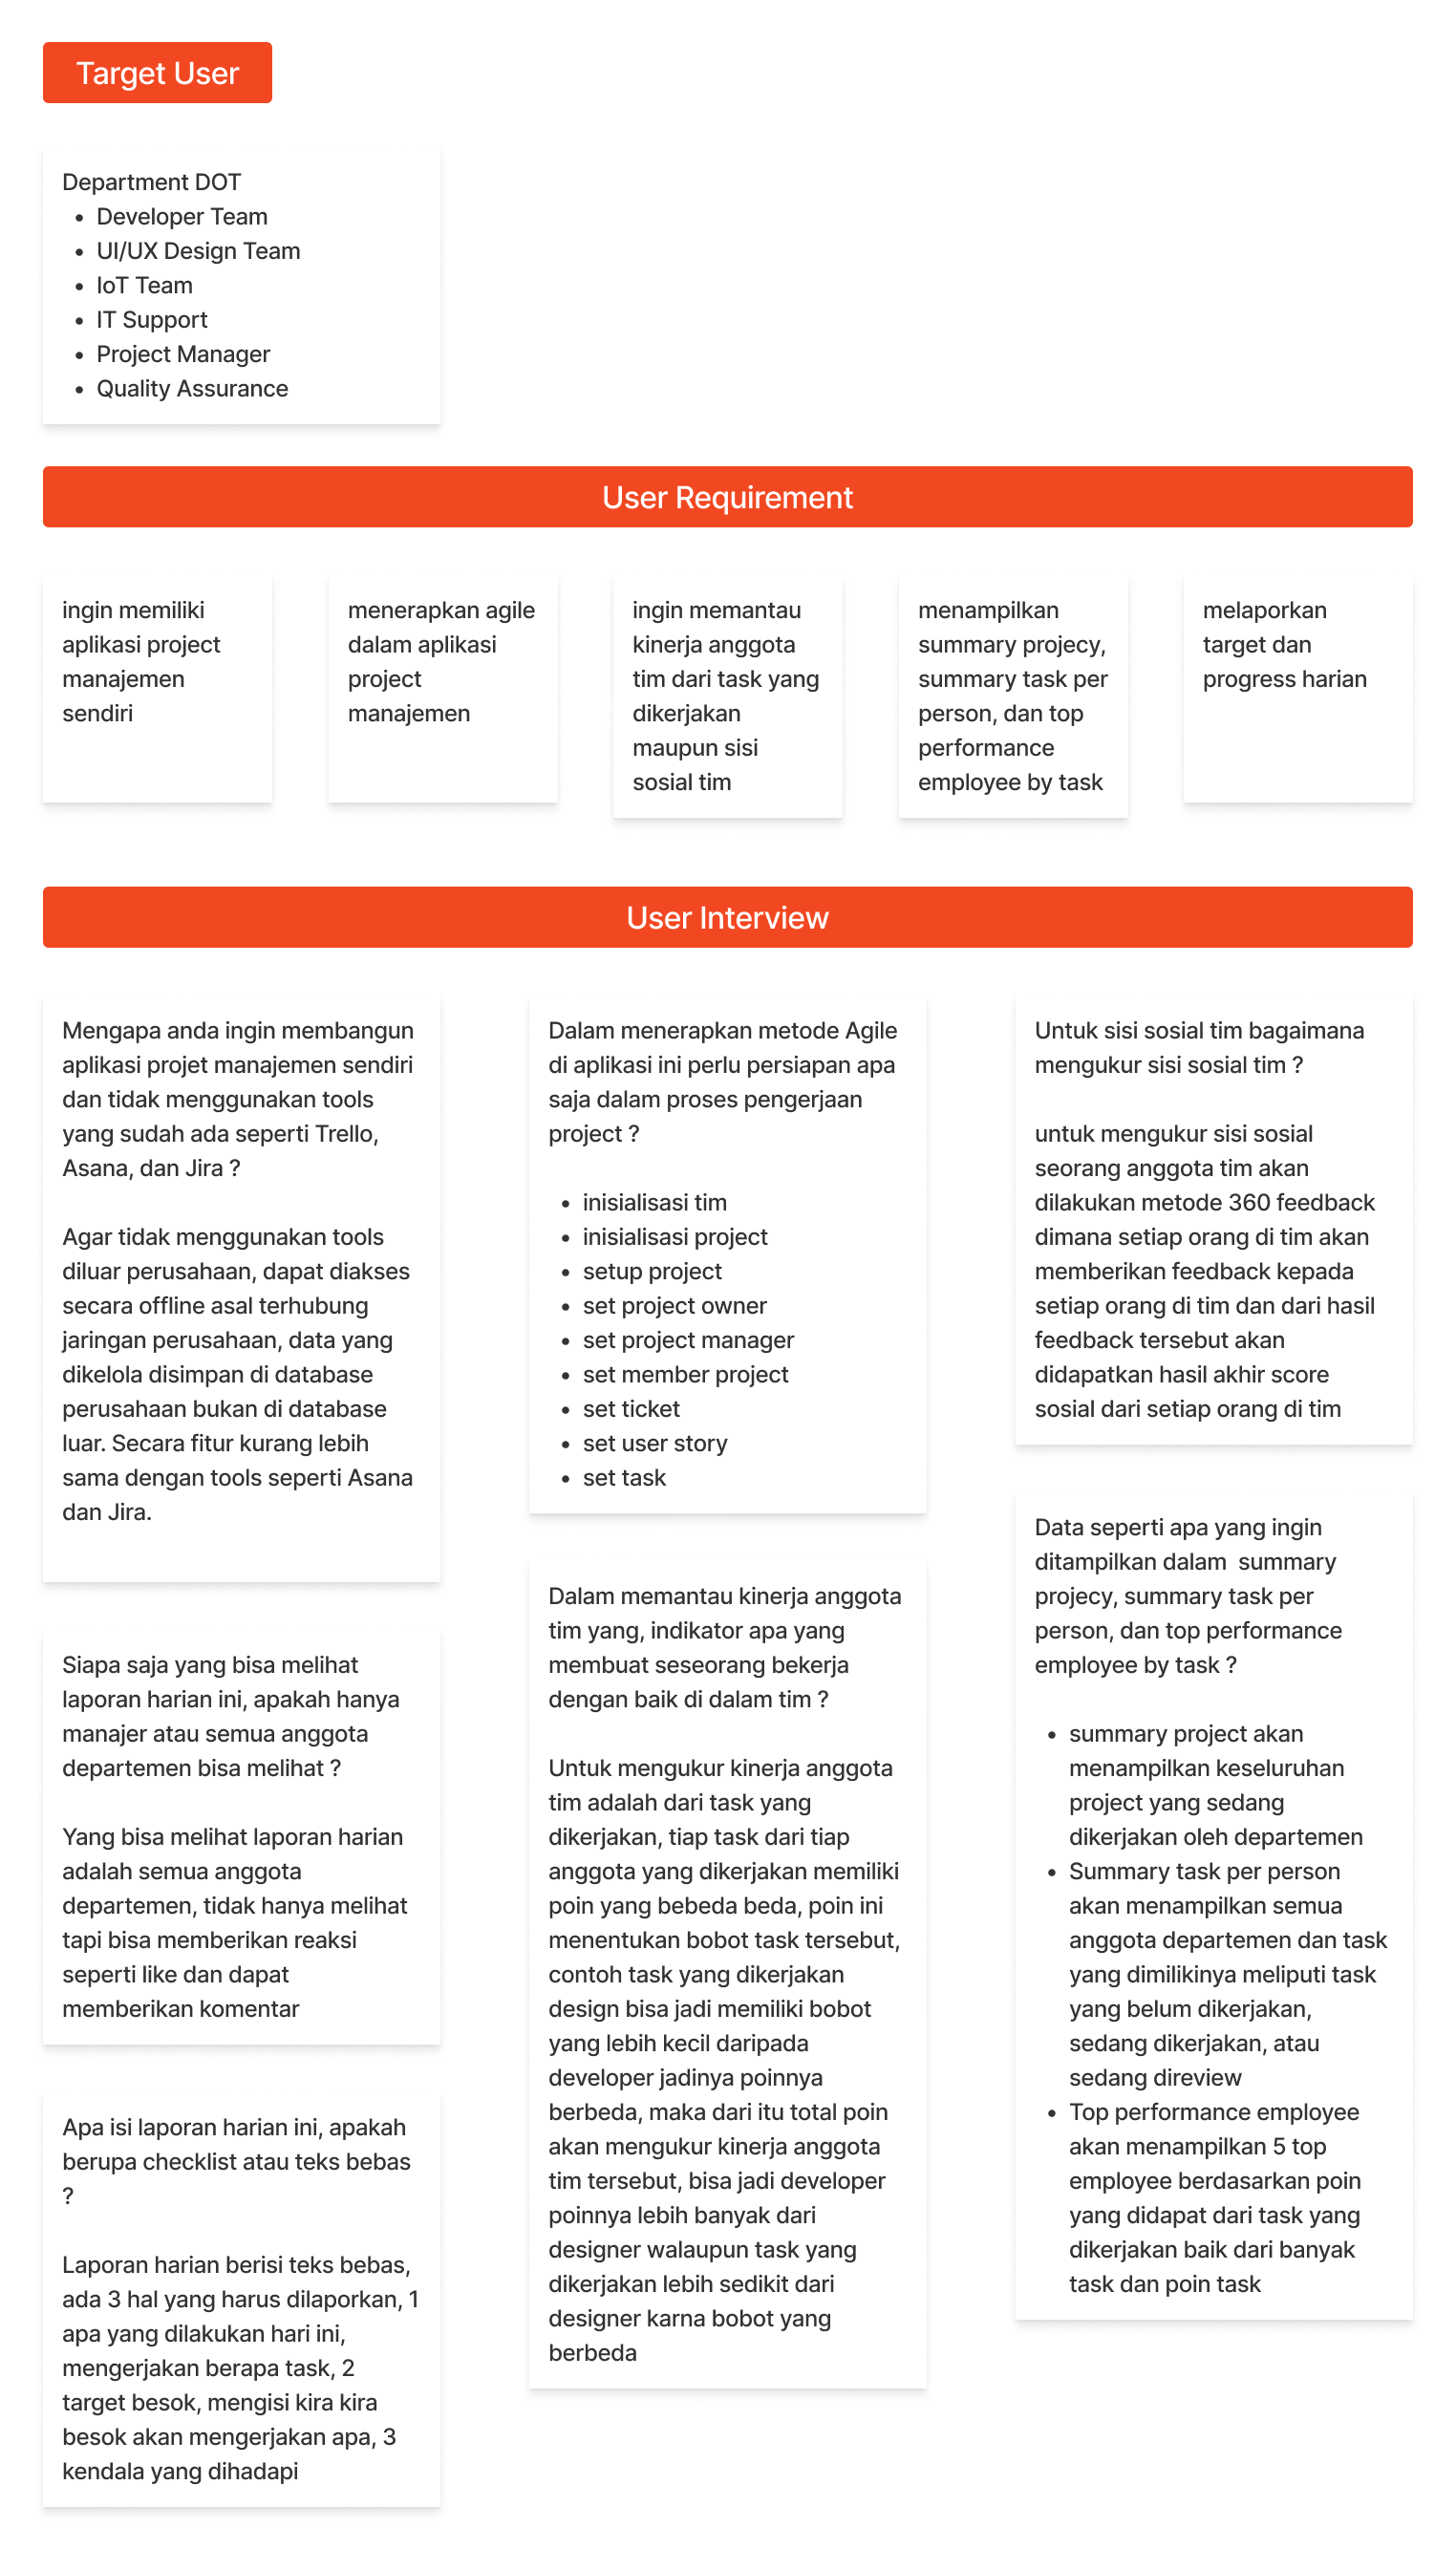 Target User
Department DOT
• Developer Team
• UI/UX Design Team
• IoT Team
• IT Support
• Project Manager
• Quality Assurance
User Requirement
ingin memiliki
aplikasi project
manajemen
sendiri
menerapkan agile
dalam aplikasi
project
manajemen
ingin memantau
kinerja anggota
tim dari task yang
dikerjakan
maupun sisi
sosial tim
menampilkan
summary projecy,
summary task per
person, dan top
performance
employee by task
melaporkan
target dan
progress harian
User Interview
Mengapa anda ingin membangun
aplikasi projet manajemen sendiri
dan tidak menggunakan tools
yang sudah ada seperti Trello,
Asana, dan Jira ?
Agar tidak menggunakan tools
diluar perusahaan, dapat diakses
secara offline asal terhubung
jaringan perusahaan, data yang
dikelola disimpan di database
perusahaan bukan di database
luar. Secara fitur kurang lebih
sama dengan tools seperti Asana
dan Jira.
Siapa saja yang bisa melihat
laporan harian ini, apakah hanya
manajer atau semua anggota
departemen bisa melihat ?
Yang bisa melihat laporan harian
adalah semua anggota
departemen, tidak hanya melihat
tapi bisa memberikan reaksi
seperti like dan dapat
memberikan komentar
Apa isi laporan harian ini, apakah
berupa checklist atau teks bebas
?
Laporan harian berisi teks bebas,
ada 3 hal yang harus dilaporkan, 1
apa yang dilakukan hari ini,
mengerjakan berapa task, 2
target besok, mengisi kira kira
besok akan mengerjakan apa, 3
kendala yang dihadapi
Dalam menerapkan metode Agile
di aplikasi ini perlu persiapan apa
saja dalam proses pengerjaan
project ?
• inisialisasi tim
• inisialisasi project
• setup project
• set project owner
• set project manager
• set member project
• set ticket
• set user story
• set task
Dalam memantau kinerja anggota
tim yang, indikator apa yang
membuat seseorang bekerja
dengan baik di dalam tim ?
Untuk mengukur kinerja anggota
tim adalah dari task yang
dikerjakan, tiap task dari tiap
anggota yang dikerjakan memiliki
poin yang bebeda beda, poin ini
menentukan bobot task tersebut,
contoh task yang dikerjakan
design bisa jadi memiliki bobot
yang lebih kecil daripada
developer jadinya poinnya
berbeda, maka dari itu total poin
akan mengukur kinerja anggota
tim tersebut, bisa jadi developer
poinnya lebih banyak dari
designer walaupun task yang
dikerjakan lebih sedikit dari
designer karna bobot yang
berbeda
Untuk sisi sosial tim bagaimana
mengukur sisi sosial tim ?
untuk mengukur sisi sosial
seorang anggota tim akan
dilakukan metode 360 feedback
dimana setiap orang di tim akan
memberikan feedback kepada
setiap orang di tim dan dari hasil
feedback tersebut akan
didapatkan hasil akhir score
sosial dari setiap orang di tim
Data seperti apa yang ingin
ditampilkan dalam  summary
projecy, summary task per
person, dan top performance
employee by task ?
• summary project akan
menampilkan keseluruhan
project yang sedang
dikerjakan oleh departemen
• Summary task per person
akan menampilkan semua
anggota departemen dan task
yang dimilikinya meliputi task
yang belum dikerjakan,
sedang dikerjakan, atau
sedang direview
• Top performance employee
akan menampilkan 5 top
employee berdasarkan poin
yang didapat dari task yang
dikerjakan baik dari banyak
task dan poin task